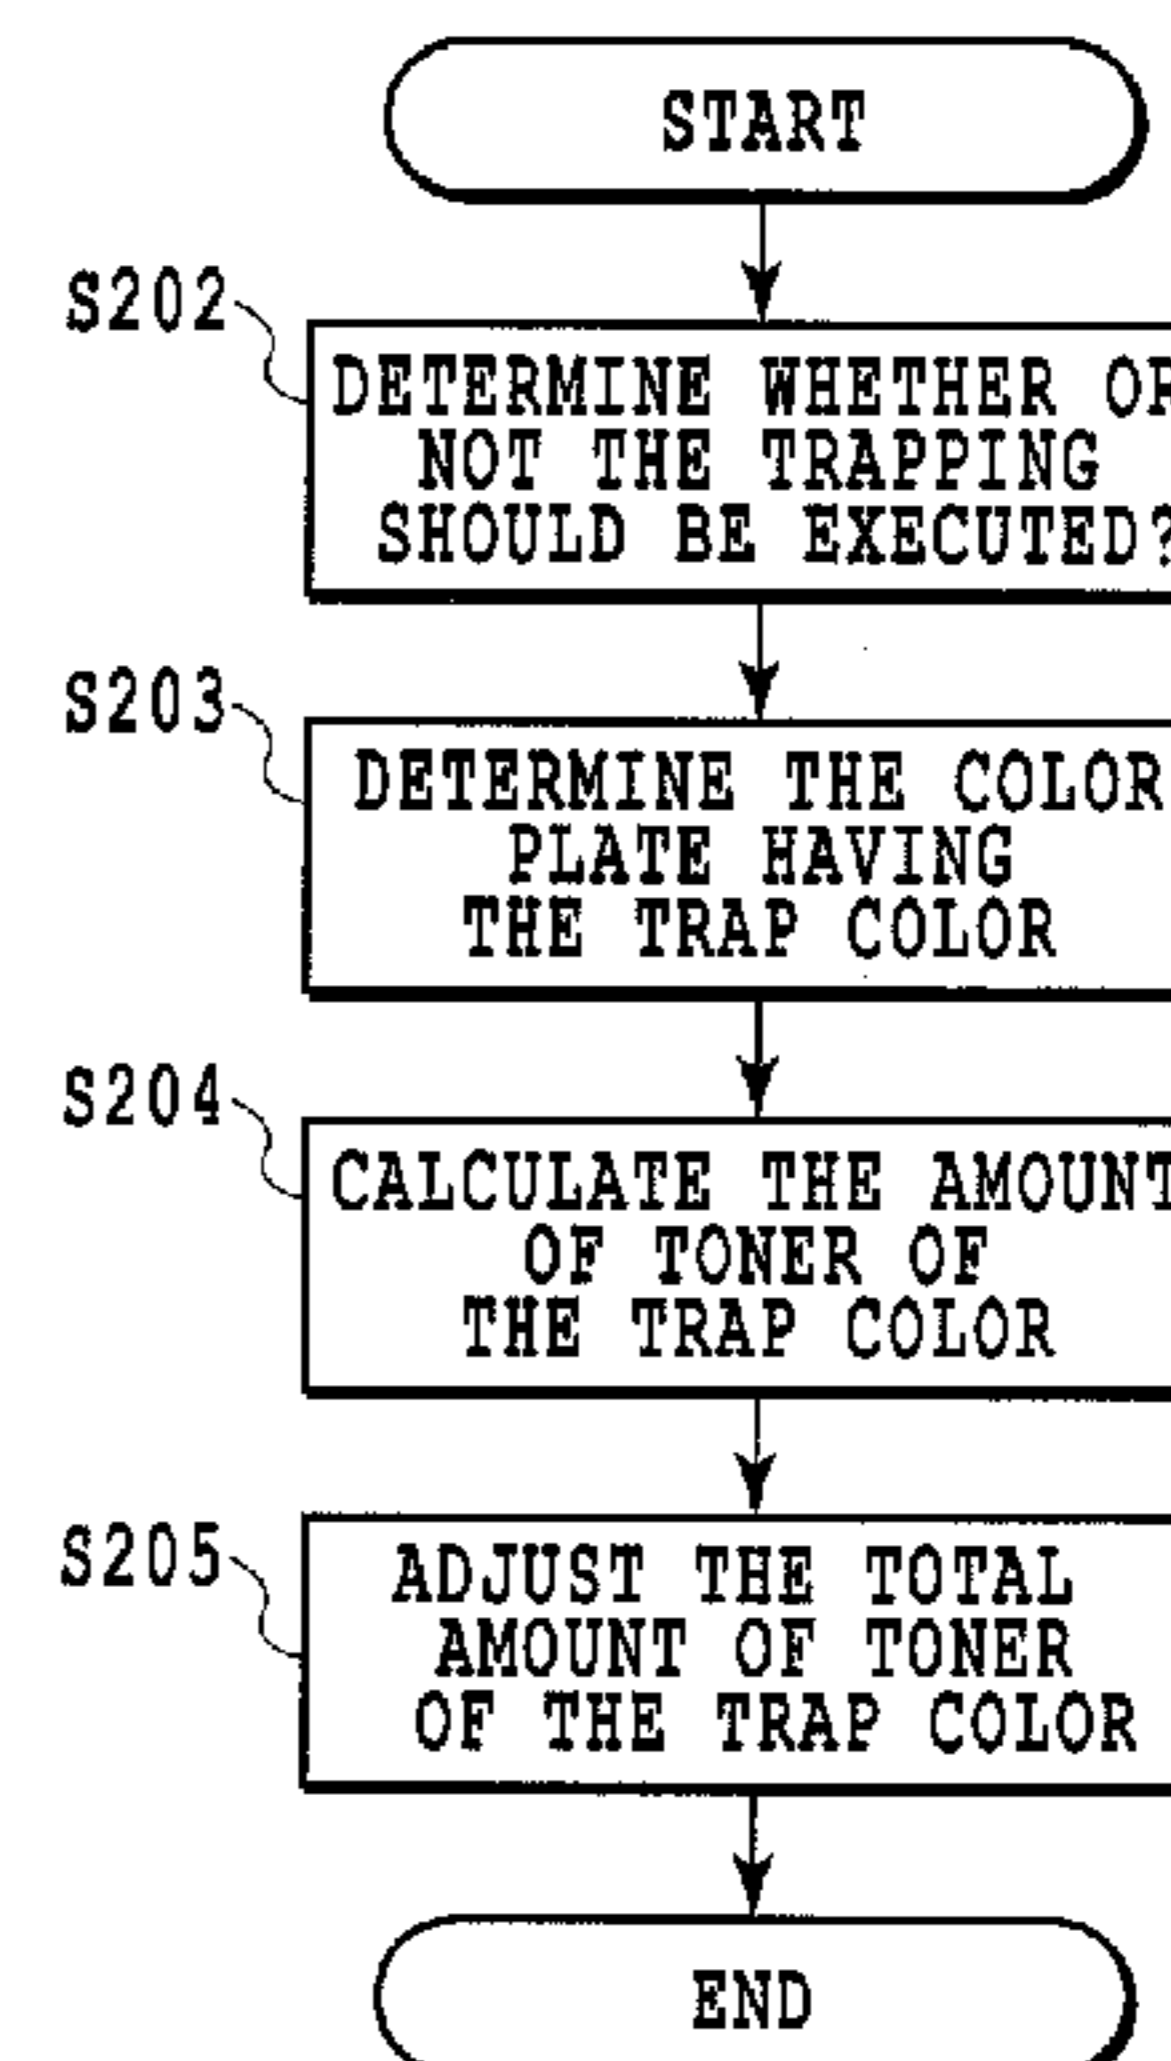 START
S202
DETERMINE WHETHER OR
NOT THE TRAPPING
SHOULD BE EXECUTED?
S203
DETERMINE THE COLOR
PLATE HAVING
THE TRAP COLOR
S204
CALCULATE THE AMOUNT
OF TONER OF
THE TRAP COLOR
S205
ADJUST THE TOTAL
AMOUNT OF TONER
OF THE TRAP COLOR
END